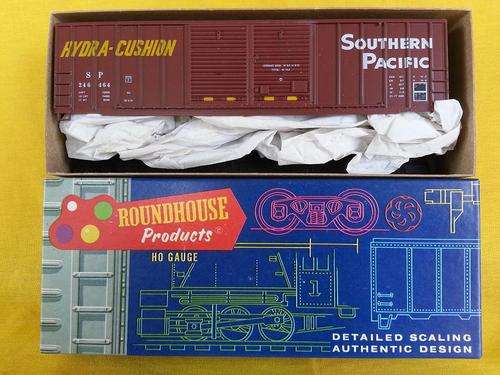 HYDRA-CUSHION
SOUTHERN
PACIFIC
S P
246 464
ROUNDHOUSE
Products©
HO GAUGE
1
DETAILED SCALING
AUTHENTIC DESIGN